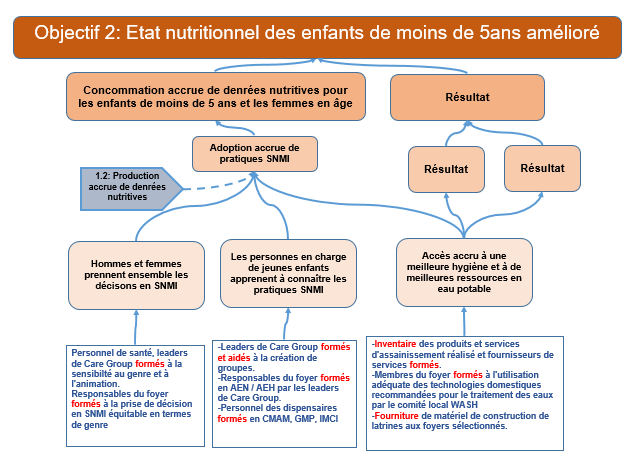 Objectif 2: Etat nutritionnel des enfants de moins de 5ans amélioré
Concommation accrue de denrées nutritives pour
les enfants de moins de 5 ans et les femmes en âge
Résultat
Adoption accrue de
pratiques SNMI
Résultat
Résultat
1.2: Production
accrue de denrées
nutritives
Hommes et femmes
prennent ensemble les
décisons en SNMI
Les personnes en charge
de jeunes enfants
apprenent à connaître les
pratiques SNMI
Accès accru à une
meilleure hygiène et à de
meilleures ressources en
eau potable
Personnel de santé, leaders
de Care Group formés à la
sensibilté au genre et à
l'animation.
Responsables du foyer
formés à la prise de décision
en SNMI équitable en termes
de genre
-Leaders de Care Group formés
et aidés à la création de
groupes.
-Responsables du foyer formés
en AEN / AEH par les leaders
de Care Group.
-Personnel des dispensaires
formés en CMAM, GMP, IMCI
-Inventaire des produits et services
d'assainissement réalisé et fournisseurs de
services formés.
-Membres du foyer formés à l'utilisation
adéquate des technologies domestiques
recommandées pour le traitement des eaux
par le comité local WASH
-Fourniture de matériel de construction de
latrines aux foyers sélectionnés.